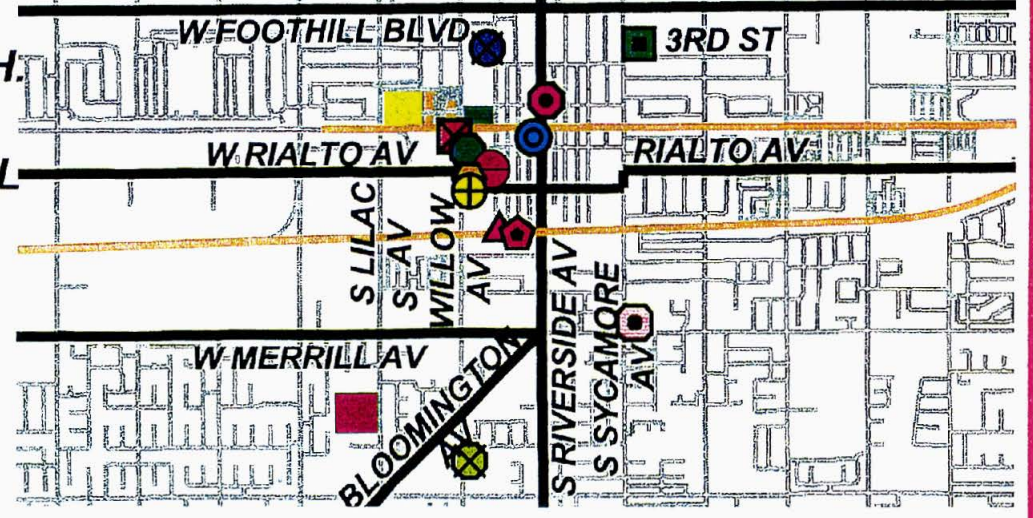 W FOOTHILL BLVD
3RD ST
H.
W RIALTO AV
RIALTO AV
L
S LILAC
S AV
WILLOW
AV
S RIVERSIDE AV
S SYCAMORE
AV
W MERRILL AV
BLOOMINGTON
AV